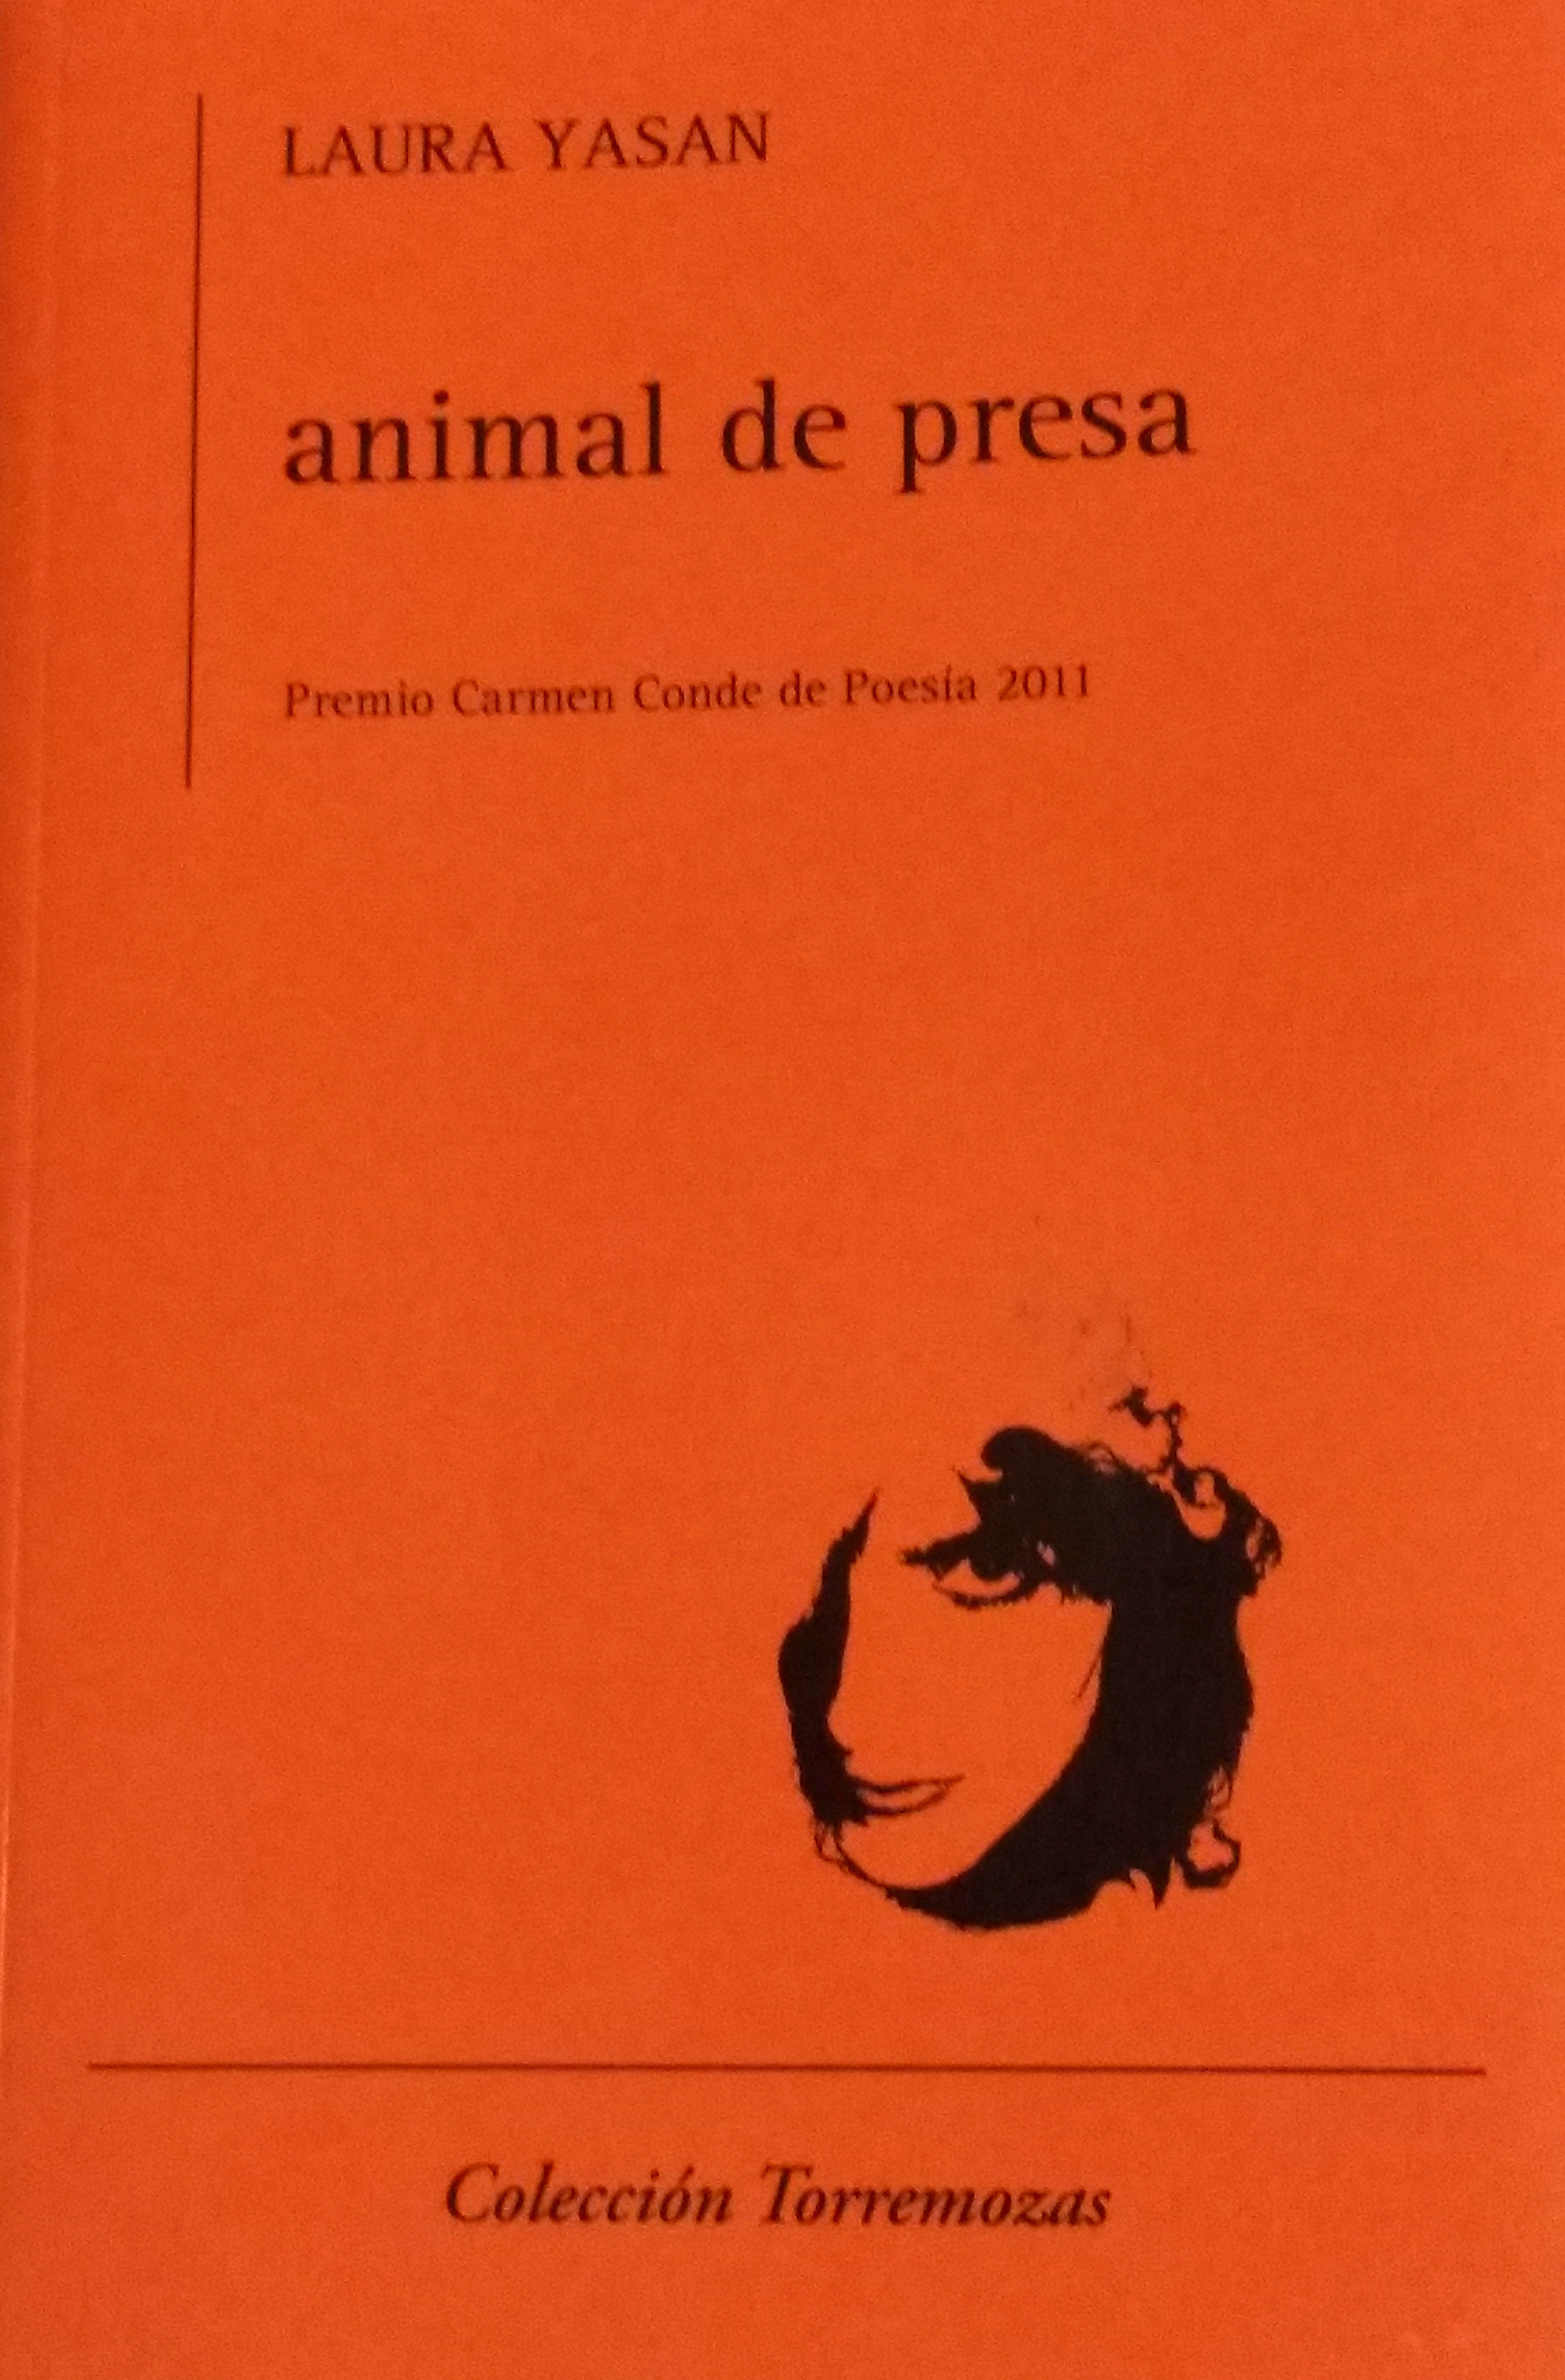 LAURA YASAN
animal de presa
Premio Carmen Conde de Poesía 2011
Colección Torremozas